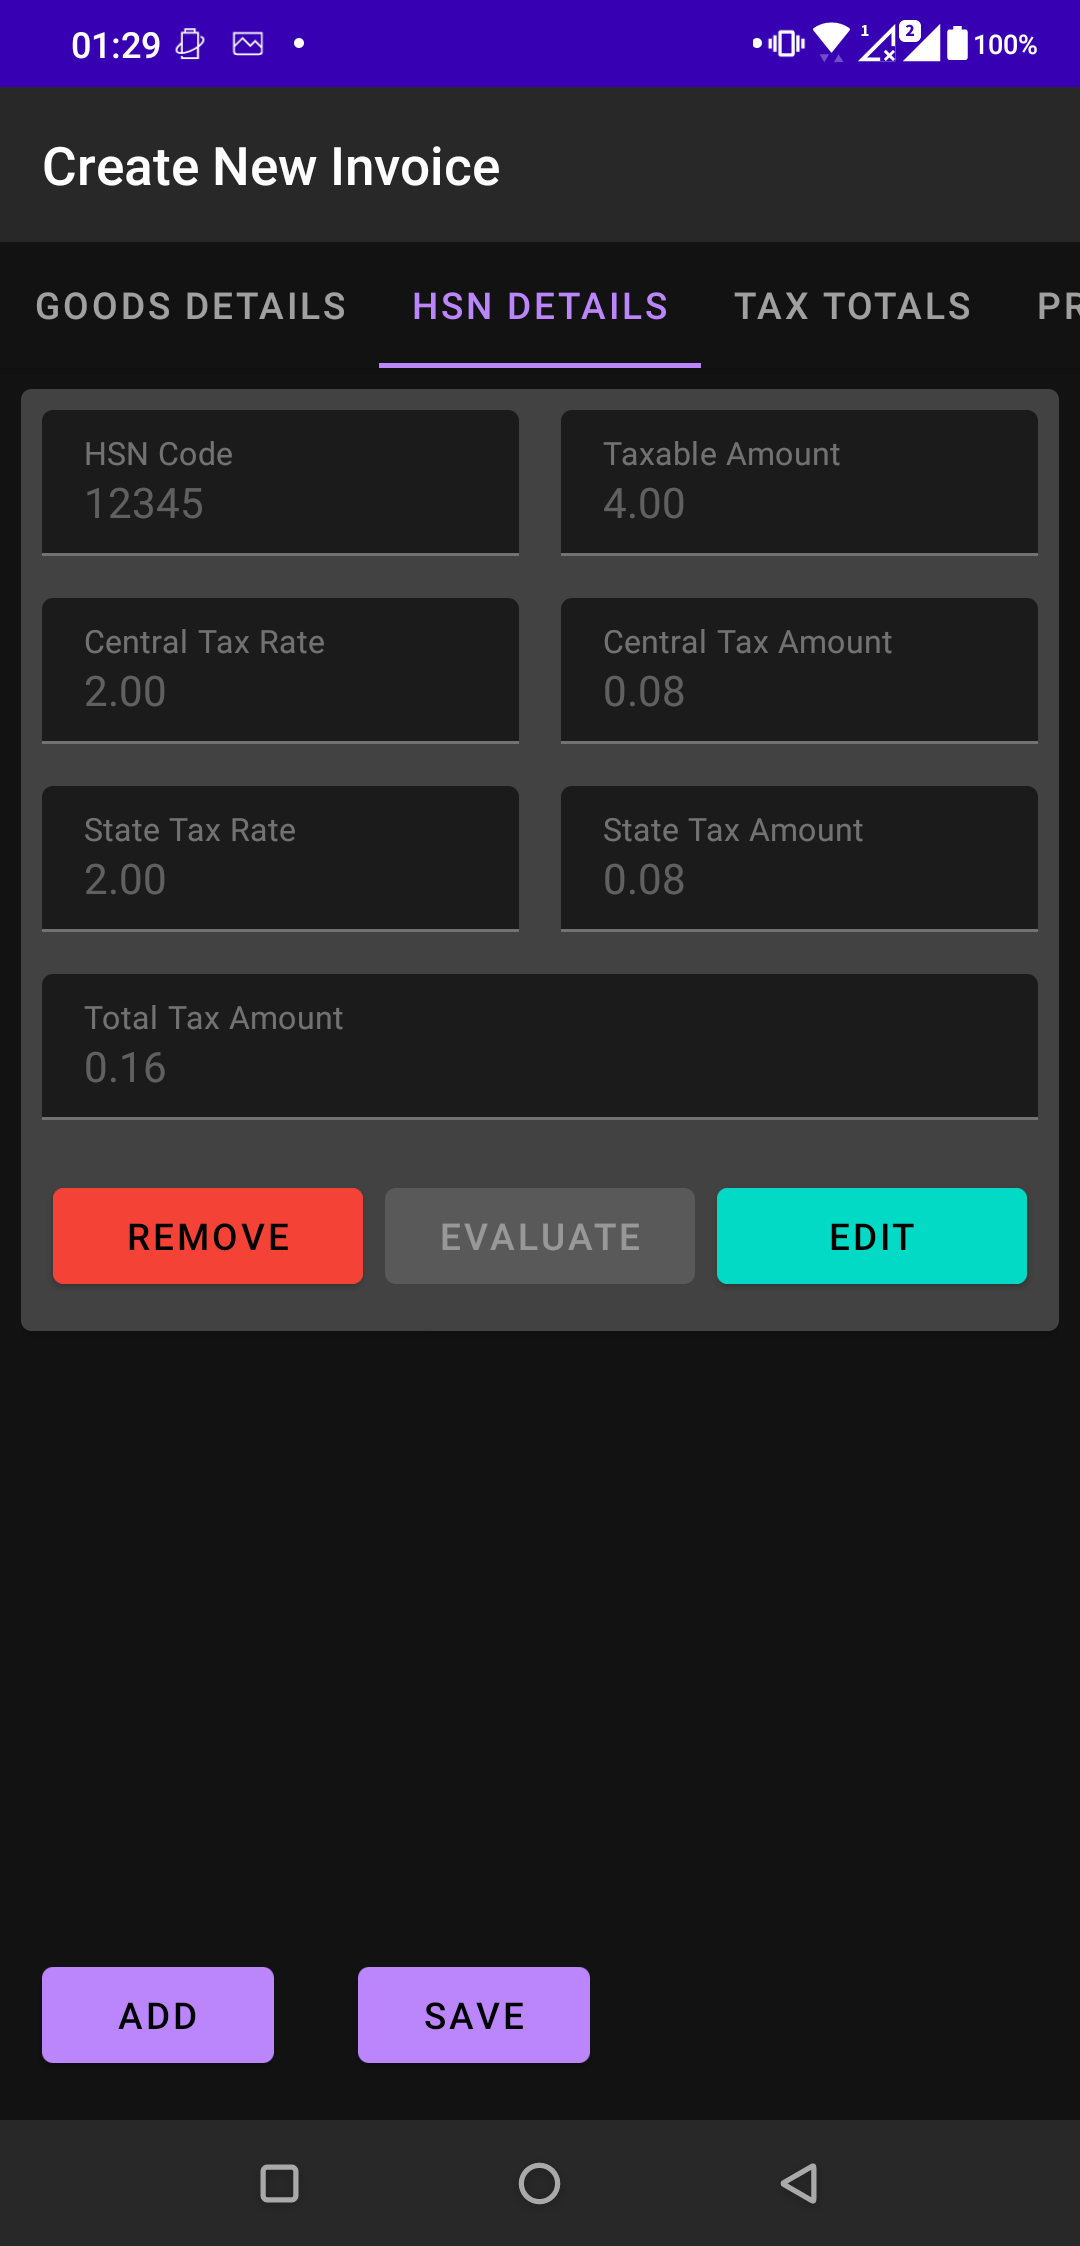 01:29
1 2 100%
Create New Invoice
GOODS DETAILS HSN DETAILS TAX TOTALS PR
HSN Code Taxable Amount
12345 4.00
Central Tax Rate Central Tax Amount
2.00 0.08
State Tax Rate State Tax Amount
2.00 0.08
Total Tax Amount
0.16
REMOVE EVALUATE EDIT
ADD SAVE